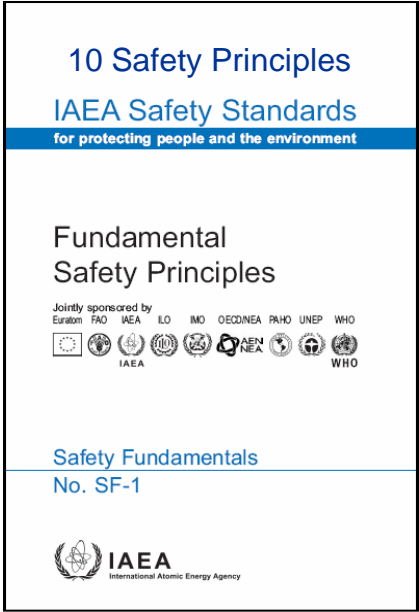 10 Safety Principles
IAEA Safety Standards
for protecting people and the environment
Fundamental
Safety Principles
Jointly sponsored by
Euratom FAO IAEA ILO IMO OECD/NEA PAHO UNEP WHO
AEN
NEA
IAEA
WHO
Safety Fundamentals
No. SF-1
IAEA
International Atomic Energy Agency